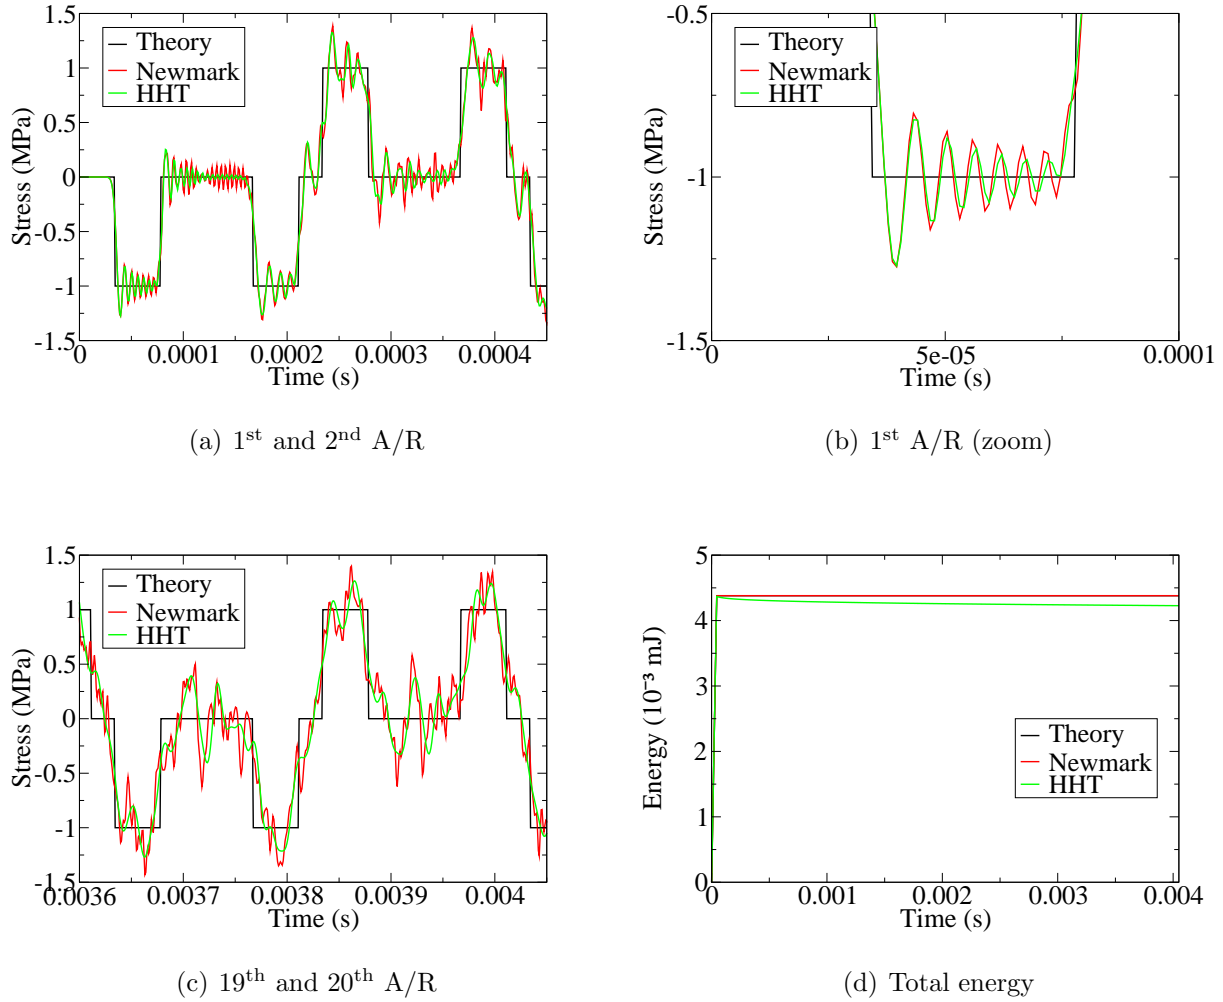 1.5
1
0.5
0
-0.5
-1
-1.5
Stress (MPa)
Theory
Newmark
HHT
0 0.0001 0.0002 0.0003 0.0004
Time (s)
(a) 1st and 2nd A/R
-0.5
-1
-1.5
Stress (MPa)
Theory
Newmark
HHT
0 5e-05 0.0001
Time (s)
(b) 1st A/R (zoom)
1.5
1
0.5
0
-0.5
-1
-1.5
Stress (MPa)
Theory
Newmark
HHT
0.0036 0.0037 0.0038 0.0039 0.004
Time (s)
(c) 19th and 20th A/R
5
4
3
2
1
0
Energy (10⁻³ mJ)
Theory
Newmark
HHT
0 0.001 0.002 0.003 0.004
Time (s)
(d) Total energy